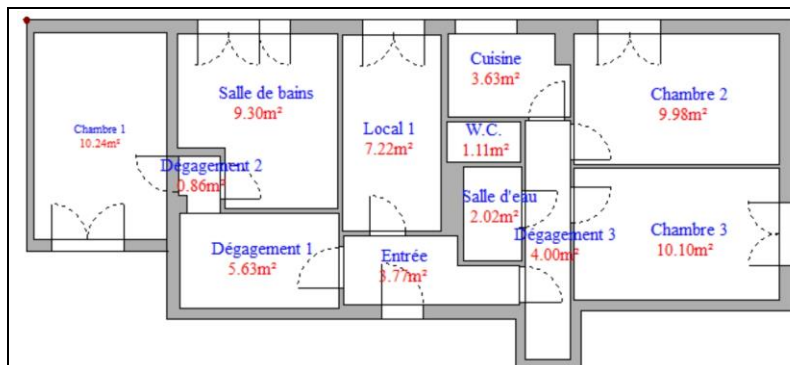 Chambre 1
10.24m²
Salle de bains
9.30m²
Local 1
7.22m²
Cuisine
3.63m²
W.C.
1.11m²
Chambre 2
9.98m²
Dégagement 2
0.86m²
Salle d'eau
2.02m²
Dégagement 1
5.63m²
Entrée
3.77m²
Dégagement 3
4.00m²
Chambre 3
10.10m²